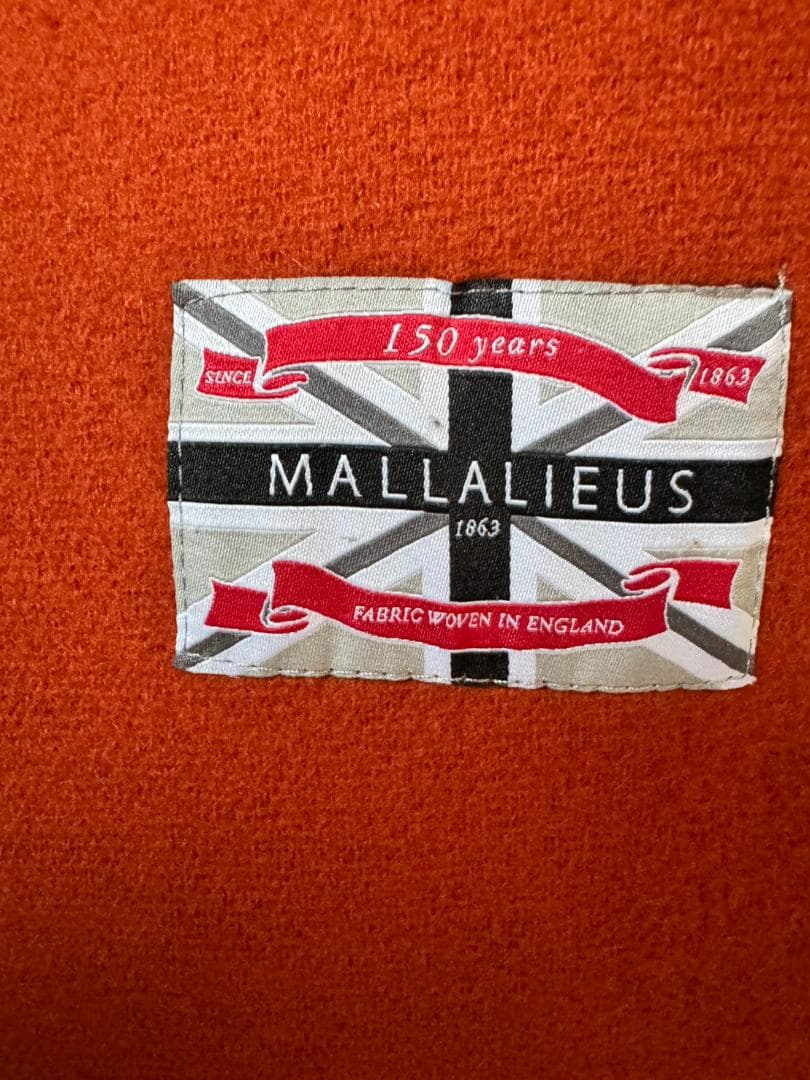 150 years
SINCE 1863
MALLALIEUS
1863
FABRIC WOVEN IN ENGLAND